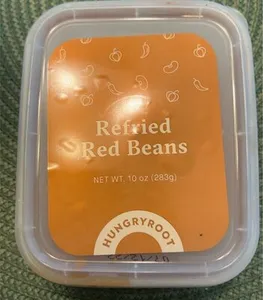 Refried
Red Beans
NET WT. 10 oz (283g)
HUNGRYROOT